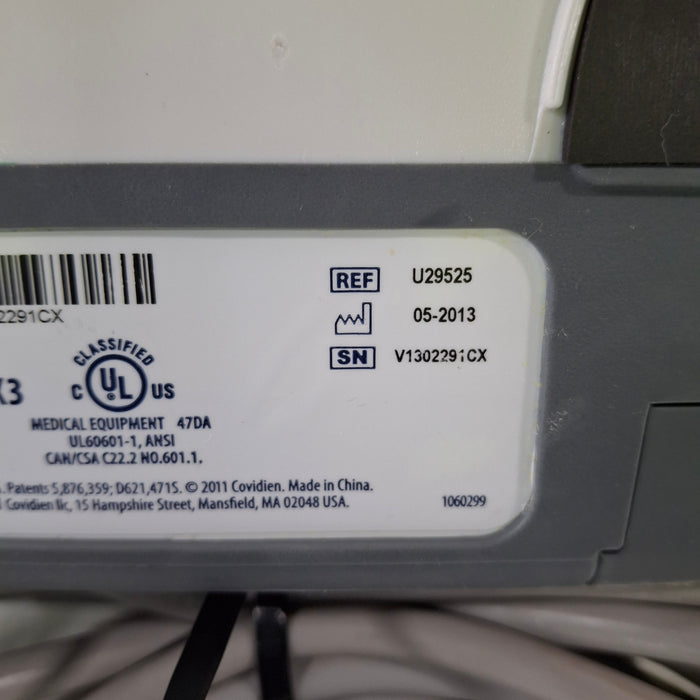 REF U29525
05-2013
SN V1302291CX
2291CX
CLASSIFIED
C UL US
MEDICAL EQUIPMENT 47DA
UL60601-1, ANSI
CAN/CSA C22.2 NO.601.1.
Patents 5,876,359; D621,471S. © 2011 Covidien. Made in China.
Covidien llc, 15 Hampshire Street, Mansfield, MA 02048 USA.
1060299